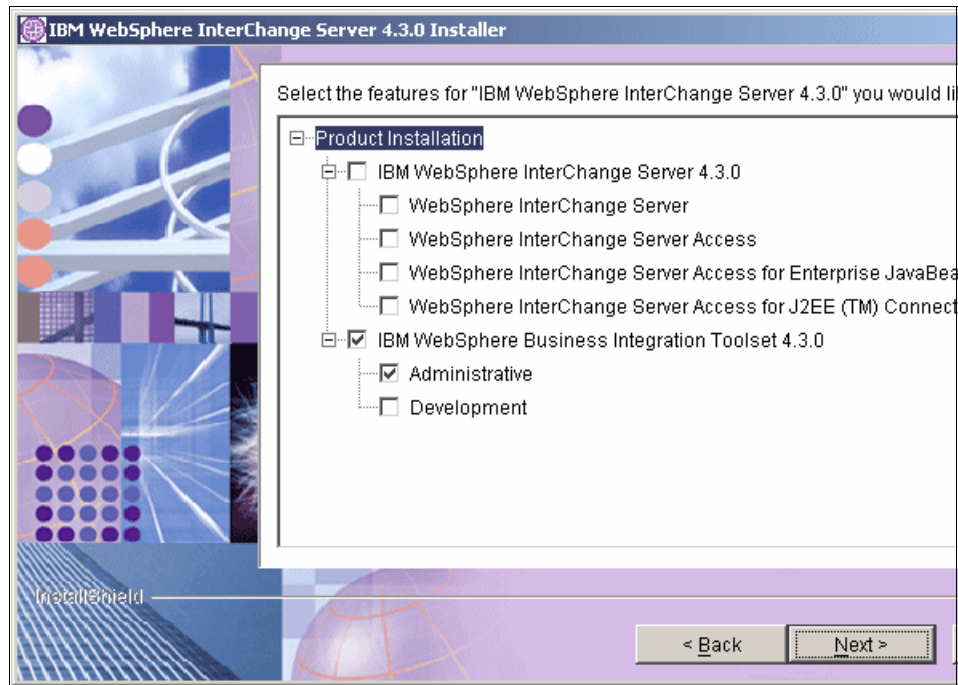 IBM WebSphere InterChange Server 4.3.0 Installer
Select the features for "IBM WebSphere InterChange Server 4.3.0" you would li
Product Installation
IBM WebSphere InterChange Server 4.3.0
WebSphere InterChange Server
WebSphere InterChange Server Access
WebSphere InterChange Server Access for Enterprise JavaBea
WebSphere InterChange Server Access for J2EE (TM) Connect
IBM WebSphere Business Integration Toolset 4.3.0
Administrative
Development
InstallShield
< Back
Next >